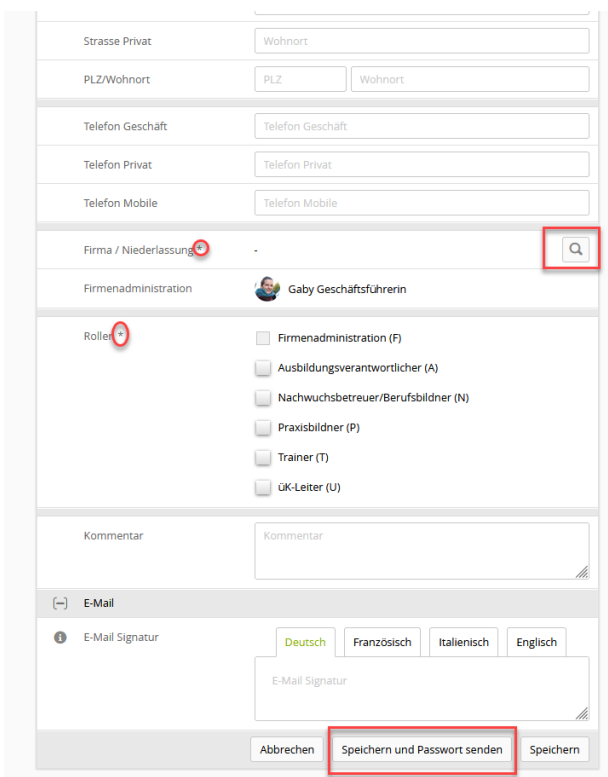 Strasse Privat Wohnort
PLZ/Wohnort PLZ Wohnort
Telefon Geschäft Telefon Geschäft
Telefon Privat Telefon Privat
Telefon Mobile Telefon Mobile
Firma / Niederlassung * -
Firmenadministration Gaby Geschäftsführerin
Rollen * Firmenadministration (F)
Ausbildungsverantwortlicher (A)
Nachwuchsbetreuer/Berufsbildner (N)
Praxisbildner (P)
Trainer (T)
üK-Leiter (U)
Kommentar Kommentar
[−] E-Mail
E-Mail Signatur Deutsch Französisch Italienisch Englisch
E-Mail Signatur
Abbrechen Speichern und Passwort senden Speichern